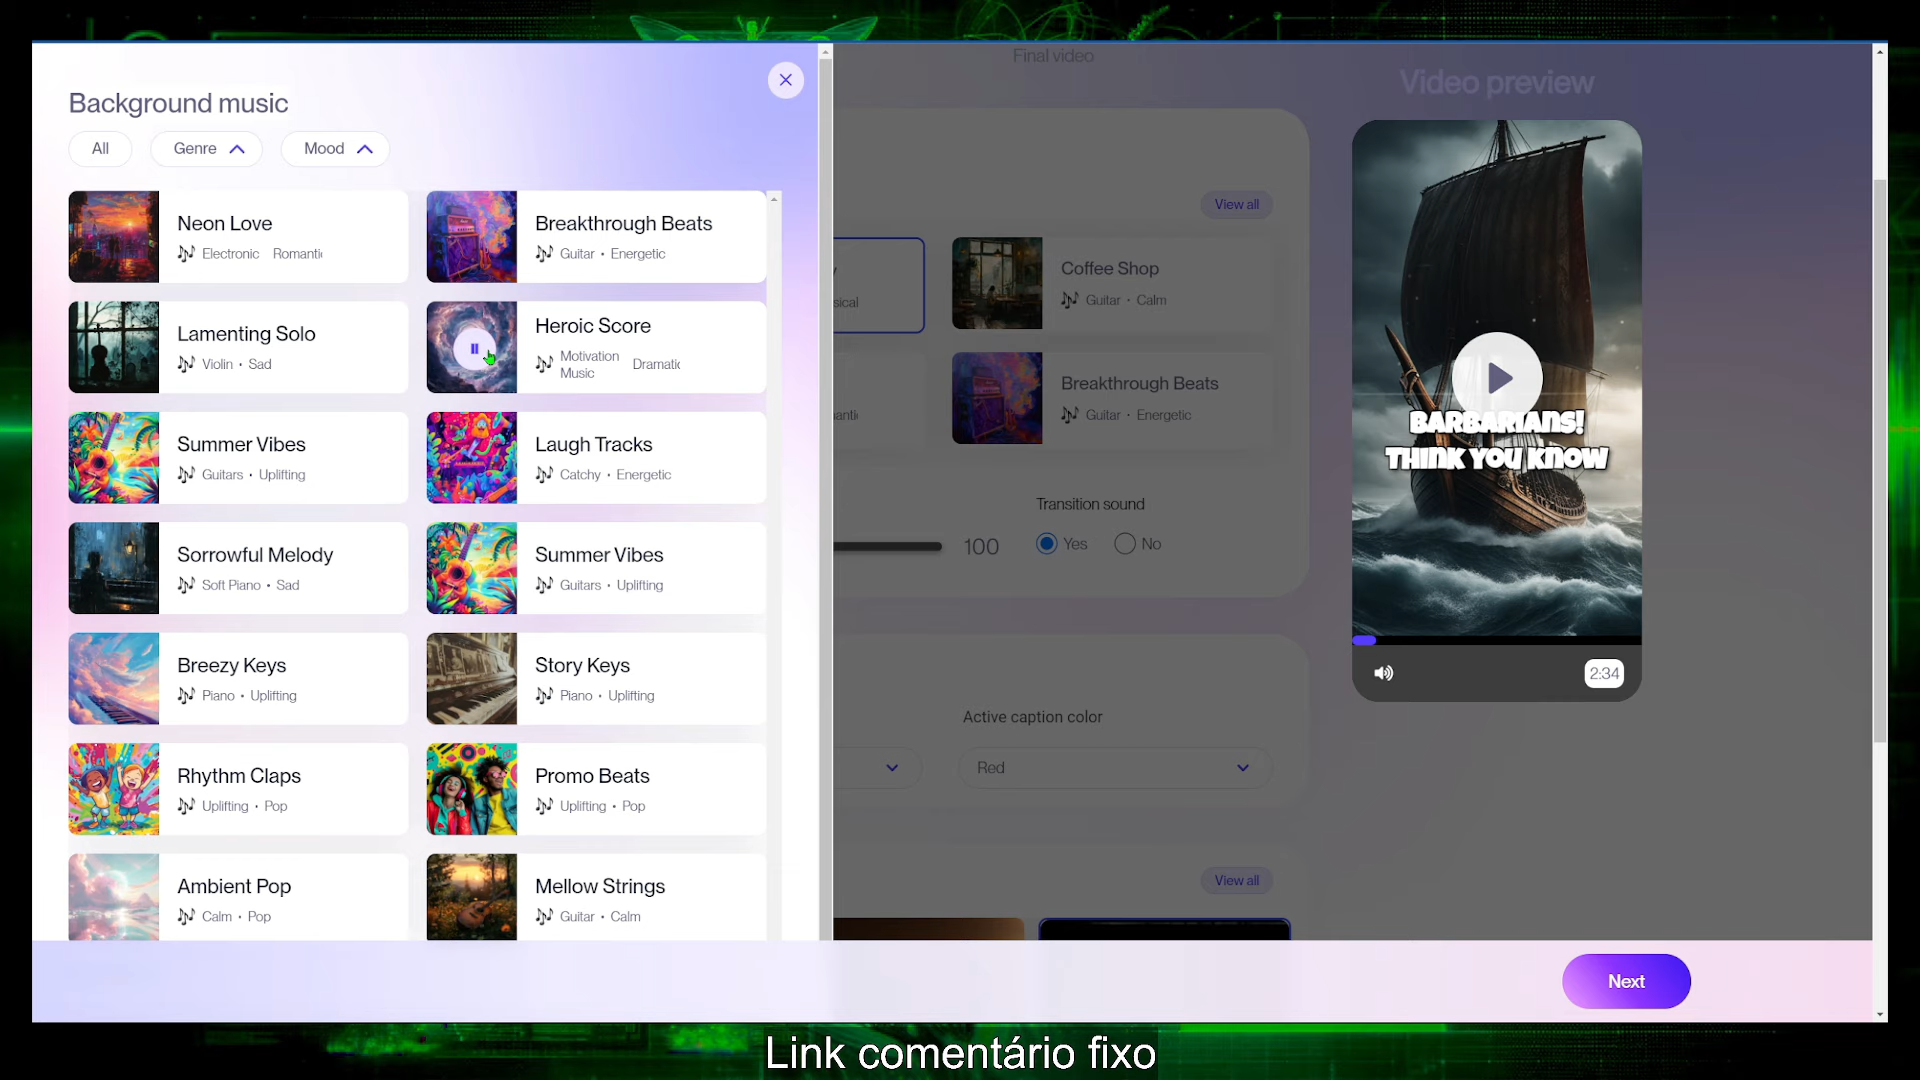 Background music
All
Genre
Mood
Neon Love
Electronic Romantic
Breakthrough Beats
Guitar • Energetic
Lamenting Solo
Violin • Sad
Heroic Score
Motivation Music Dramatic
Summer Vibes
Guitars • Uplifting
Laugh Tracks
Catchy • Energetic
Sorrowful Melody
Soft Piano • Sad
Summer Vibes
Guitars • Uplifting
Breezy Keys
Piano • Uplifting
Story Keys
Piano • Uplifting
Rhythm Claps
Uplifting • Pop
Promo Beats
Uplifting • Pop
Ambient Pop
Calm • Pop
Mellow Strings
Guitar • Calm
Final video
View all
Coffee Shop
Guitar • Calm
Breakthrough Beats
Guitar • Energetic
100
Transition sound
Yes
No
Active caption color
Red
View all
Video preview
BARBARIANS!
THINK YOU KNOW
2:34
Next
Link comentário fixo